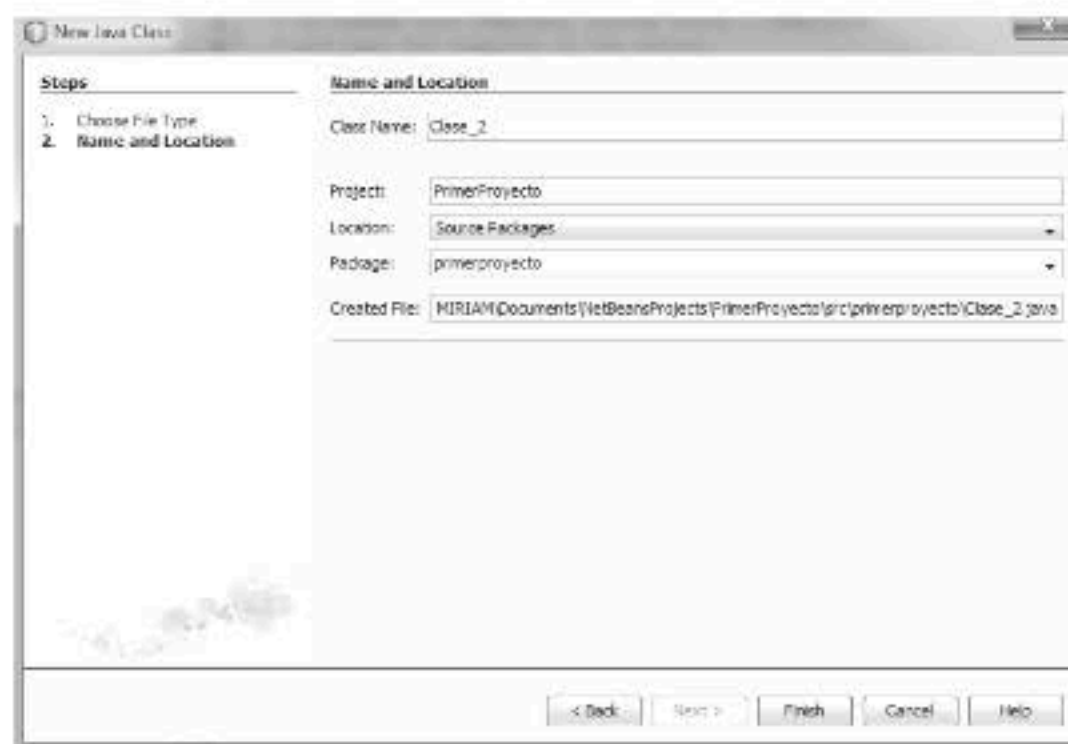 New Java Class
Steps
1. Choose File Type
2. Name and Location
Name and Location
Class Name: Clase_2
Project: PrimerProyecto
Location: Source Packages
Package: primerproyecto
Created File: MIRIAM\Documents\NetBeansProjects\PrimerProyecto\src\primerproyecto\Clase_2.java
< Back Next > Finish Cancel Help